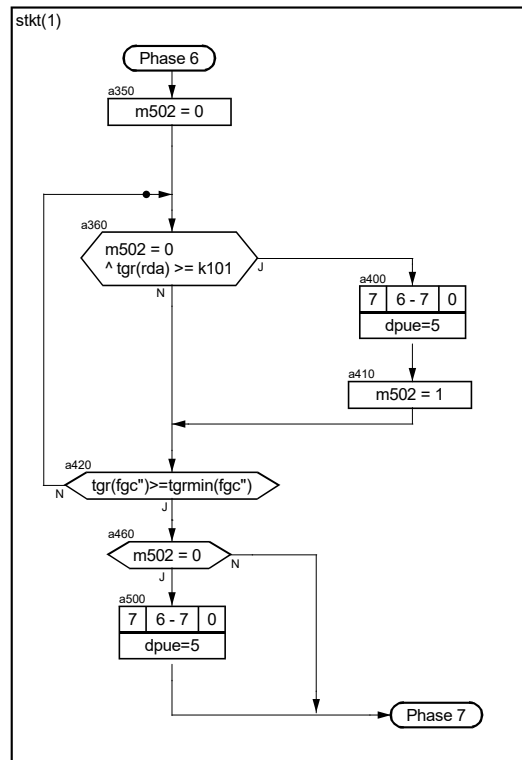 stkt(1)
Phase 6
a350
m502 = 0
a360
m502 = 0
^ tgr(rda) >= k101
J
N
a400
7 6 - 7 0
dpue=5
a410
m502 = 1
a420
tgr(fgc")>=tgrmin(fgc")
N
J
a460
m502 = 0
N
J
a500
7 6 - 7 0
dpue=5
Phase 7